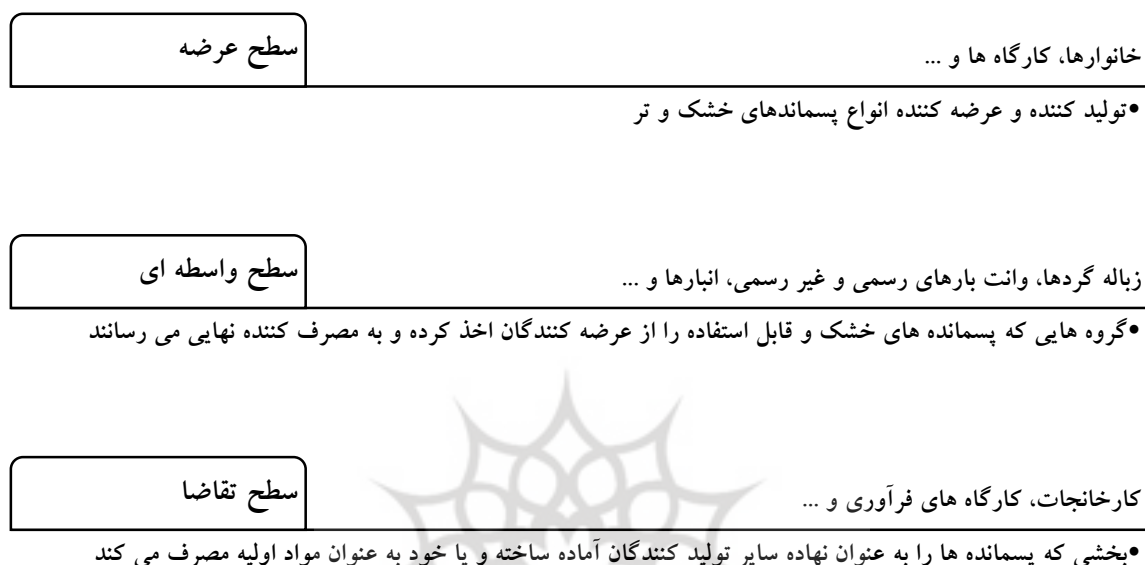 سطح عرضه
خانوارها، کارگاه ها و ...
•تولید کننده و عرضه کننده انواع پسماندهای خشک و تر
سطح واسطه ای
زباله گردها، وانت بارهای رسمی و غیر رسمی، انبارها و ...
•گروه هایی که پسمانده های خشک و قابل استفاده را از عرضه کنندگان اخذ کرده و به مصرف کننده نهایی می رسانند
سطح تقاضا
کارخانجات، کارگاه های فرآوری و ...
•بخشی که پسمانده ها را به عنوان نهاده سایر تولید کنندگان آماده ساخته و یا خود به عنوان مواد اولیه مصرف می کند